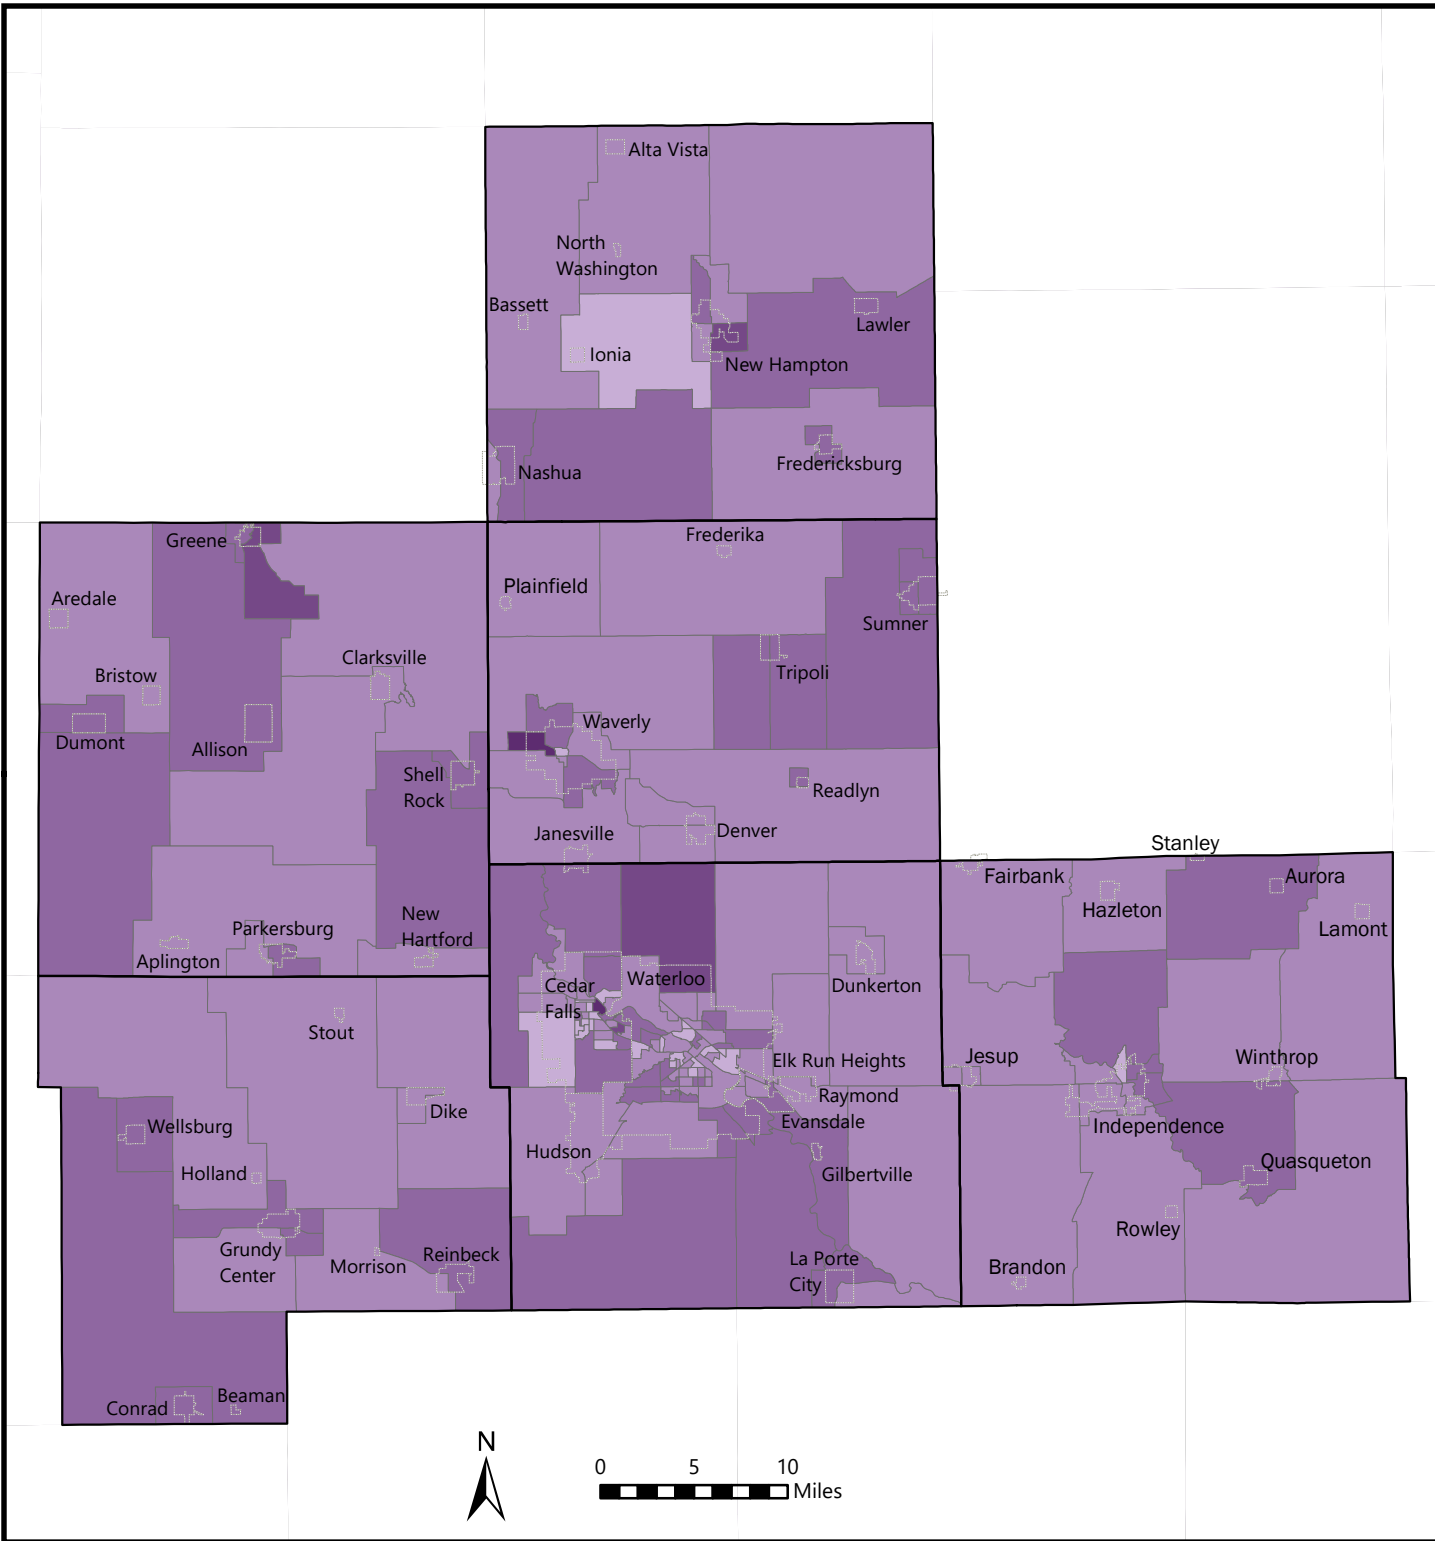 Alta Vista
North
Washington
Bassett
Lawler
Ionia
New Hampton
Fredericksburg
Nashua
Greene
Frederika
Plainfield
Aredale
Sumner
Clarksville
Bristow
Tripoli
Waverly
Dumont
Allison
Shell
Rock
Readlyn
Janesville
Denver
Stanley
Fairbank
Aurora
Hazleton
Lamont
New
Hartford
Parkersburg
Aplington
Cedar
Falls
Waterloo
Dunkerton
Stout
Elk Run Heights
Jesup
Winthrop
Dike
Raymond
Evansdale
Wellsburg
Independence
Hudson
Holland
Gilbertville
Quasqueton
Rowley
Grundy
Center
Morrison
Reinbeck
La Porte
City
Brandon
Conrad
Beaman
N
0 5 10
Miles